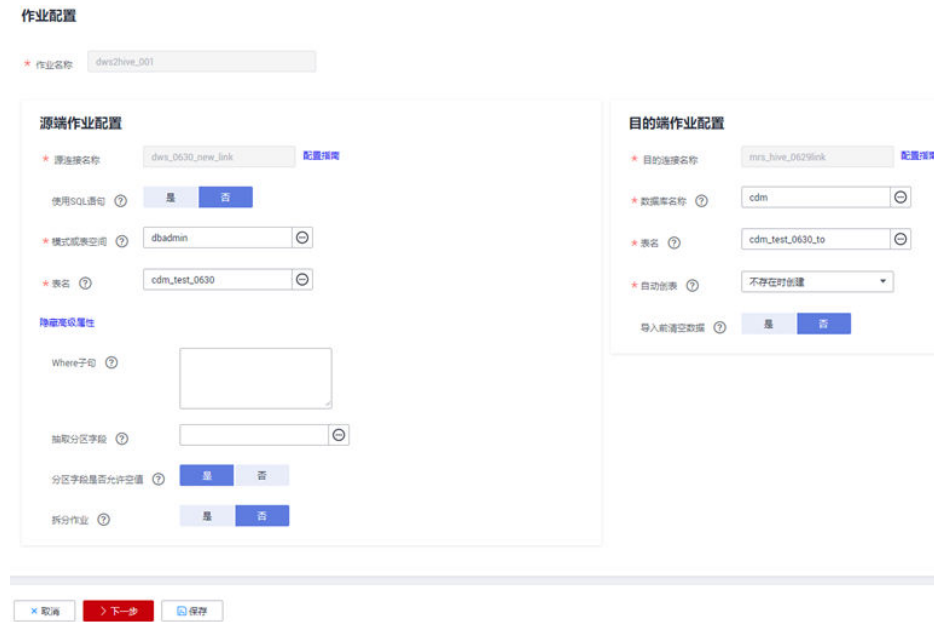 作业配置
* 作业名称 dws2hive_001
源端作业配置
* 源连接名称 dws_0630_new_link 配置指南
使用SQL语句 ? 是 否
* 模式或表空间 ? dbadmin
* 表名 ? cdm_test_0630
隐藏高级属性
Where子句 ?
抽取分区字段 ?
分区字段是否允许空值 ? 是 否
拆分作业 ? 是 否
目的端作业配置
* 目的连接名称 mrs_hive_0629link 配置指南
* 数据库名称 ? cdm
* 表名 ? cdm_test_0630_to
* 自动创表 ? 不存在时创建
导入前清空数据 ? 是 否
× 取消 > 下一步 保存